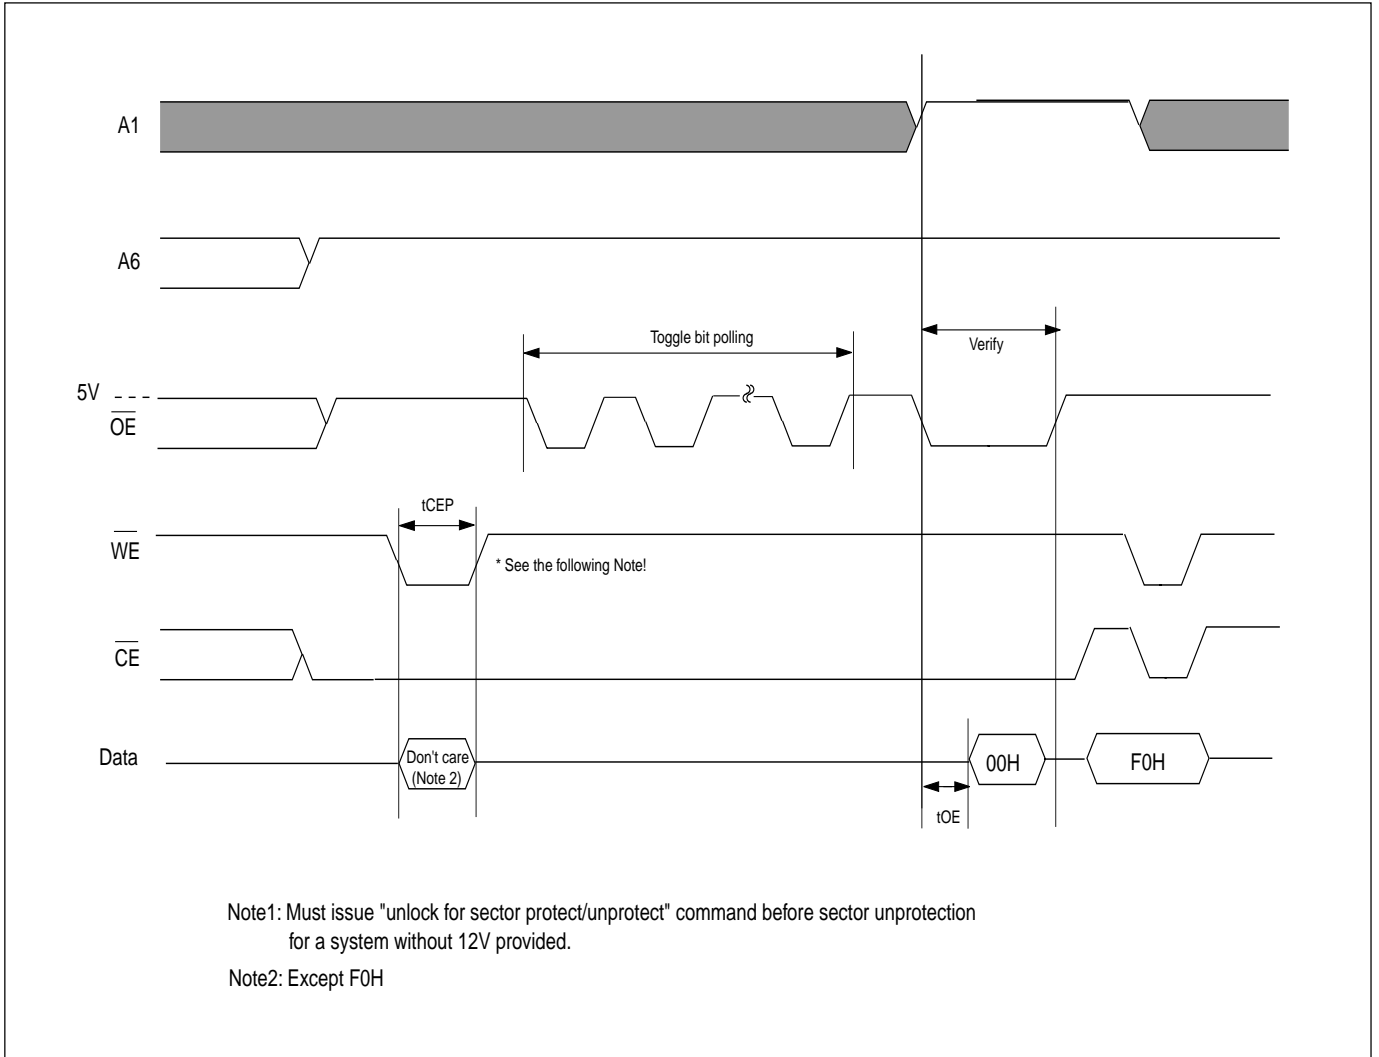 A1
A6
Toggle bit polling
Verify
5V
OE
tCEP
WE
* See the following Note!
CE
Data
Don't care
(Note 2)
00H
F0H
tOE
Note1: Must issue "unlock for sector protect/unprotect" command before sector unprotection
for a system without 12V provided.
Note2: Except F0H